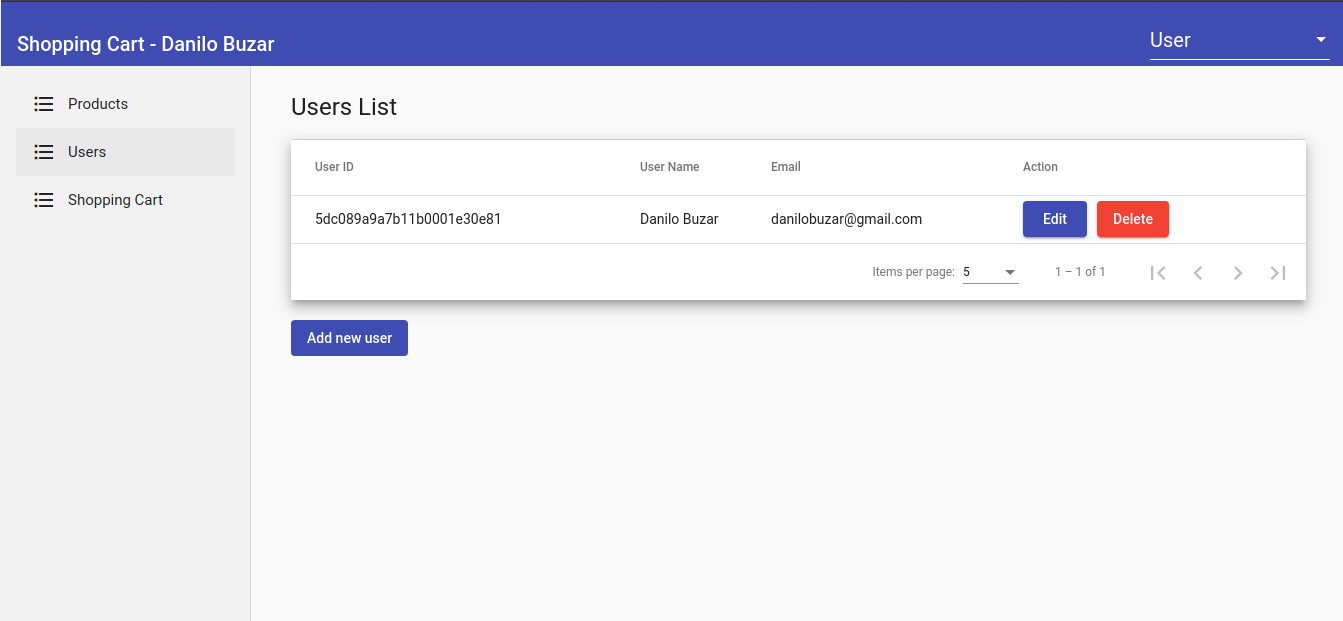 Shopping Cart - Danilo Buzar
User
Products
Users
Shopping Cart
Users List
User ID User Name Email Action
5dc089a9a7b11b0001e30e81 Danilo Buzar danilobuzar@gmail.com Edit Delete
Items per page: 5 1 – 1 of 1
Add new user